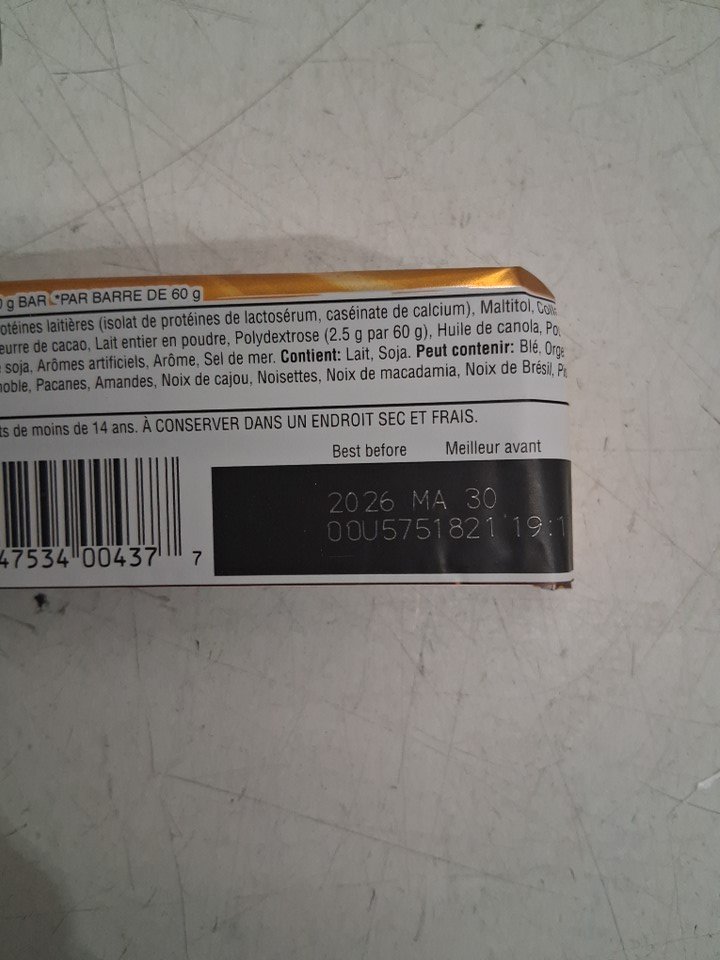 g BAR *PAR BARRE DE 60 g
otéines laitières (isolat de protéines de lactosérum, caséinate de calcium), Maltitol,
eurre de cacao, Lait entier en poudre, Polydextrose (2.5 g par 60 g), Huile de canola,
soja, Arômes artificiels, Arôme, Sel de mer. Contient: Lait, Soja. Peut contenir: Blé, Orge
noble, Pacanes, Amandes, Noix de cajou, Noisettes, Noix de macadamia, Noix de Brésil,
ts de moins de 14 ans. À CONSERVER DANS UN ENDROIT SEC ET FRAIS.
Best before Meilleur avant
2026 MA 30
00U5751821 19:1
47534 00437 7